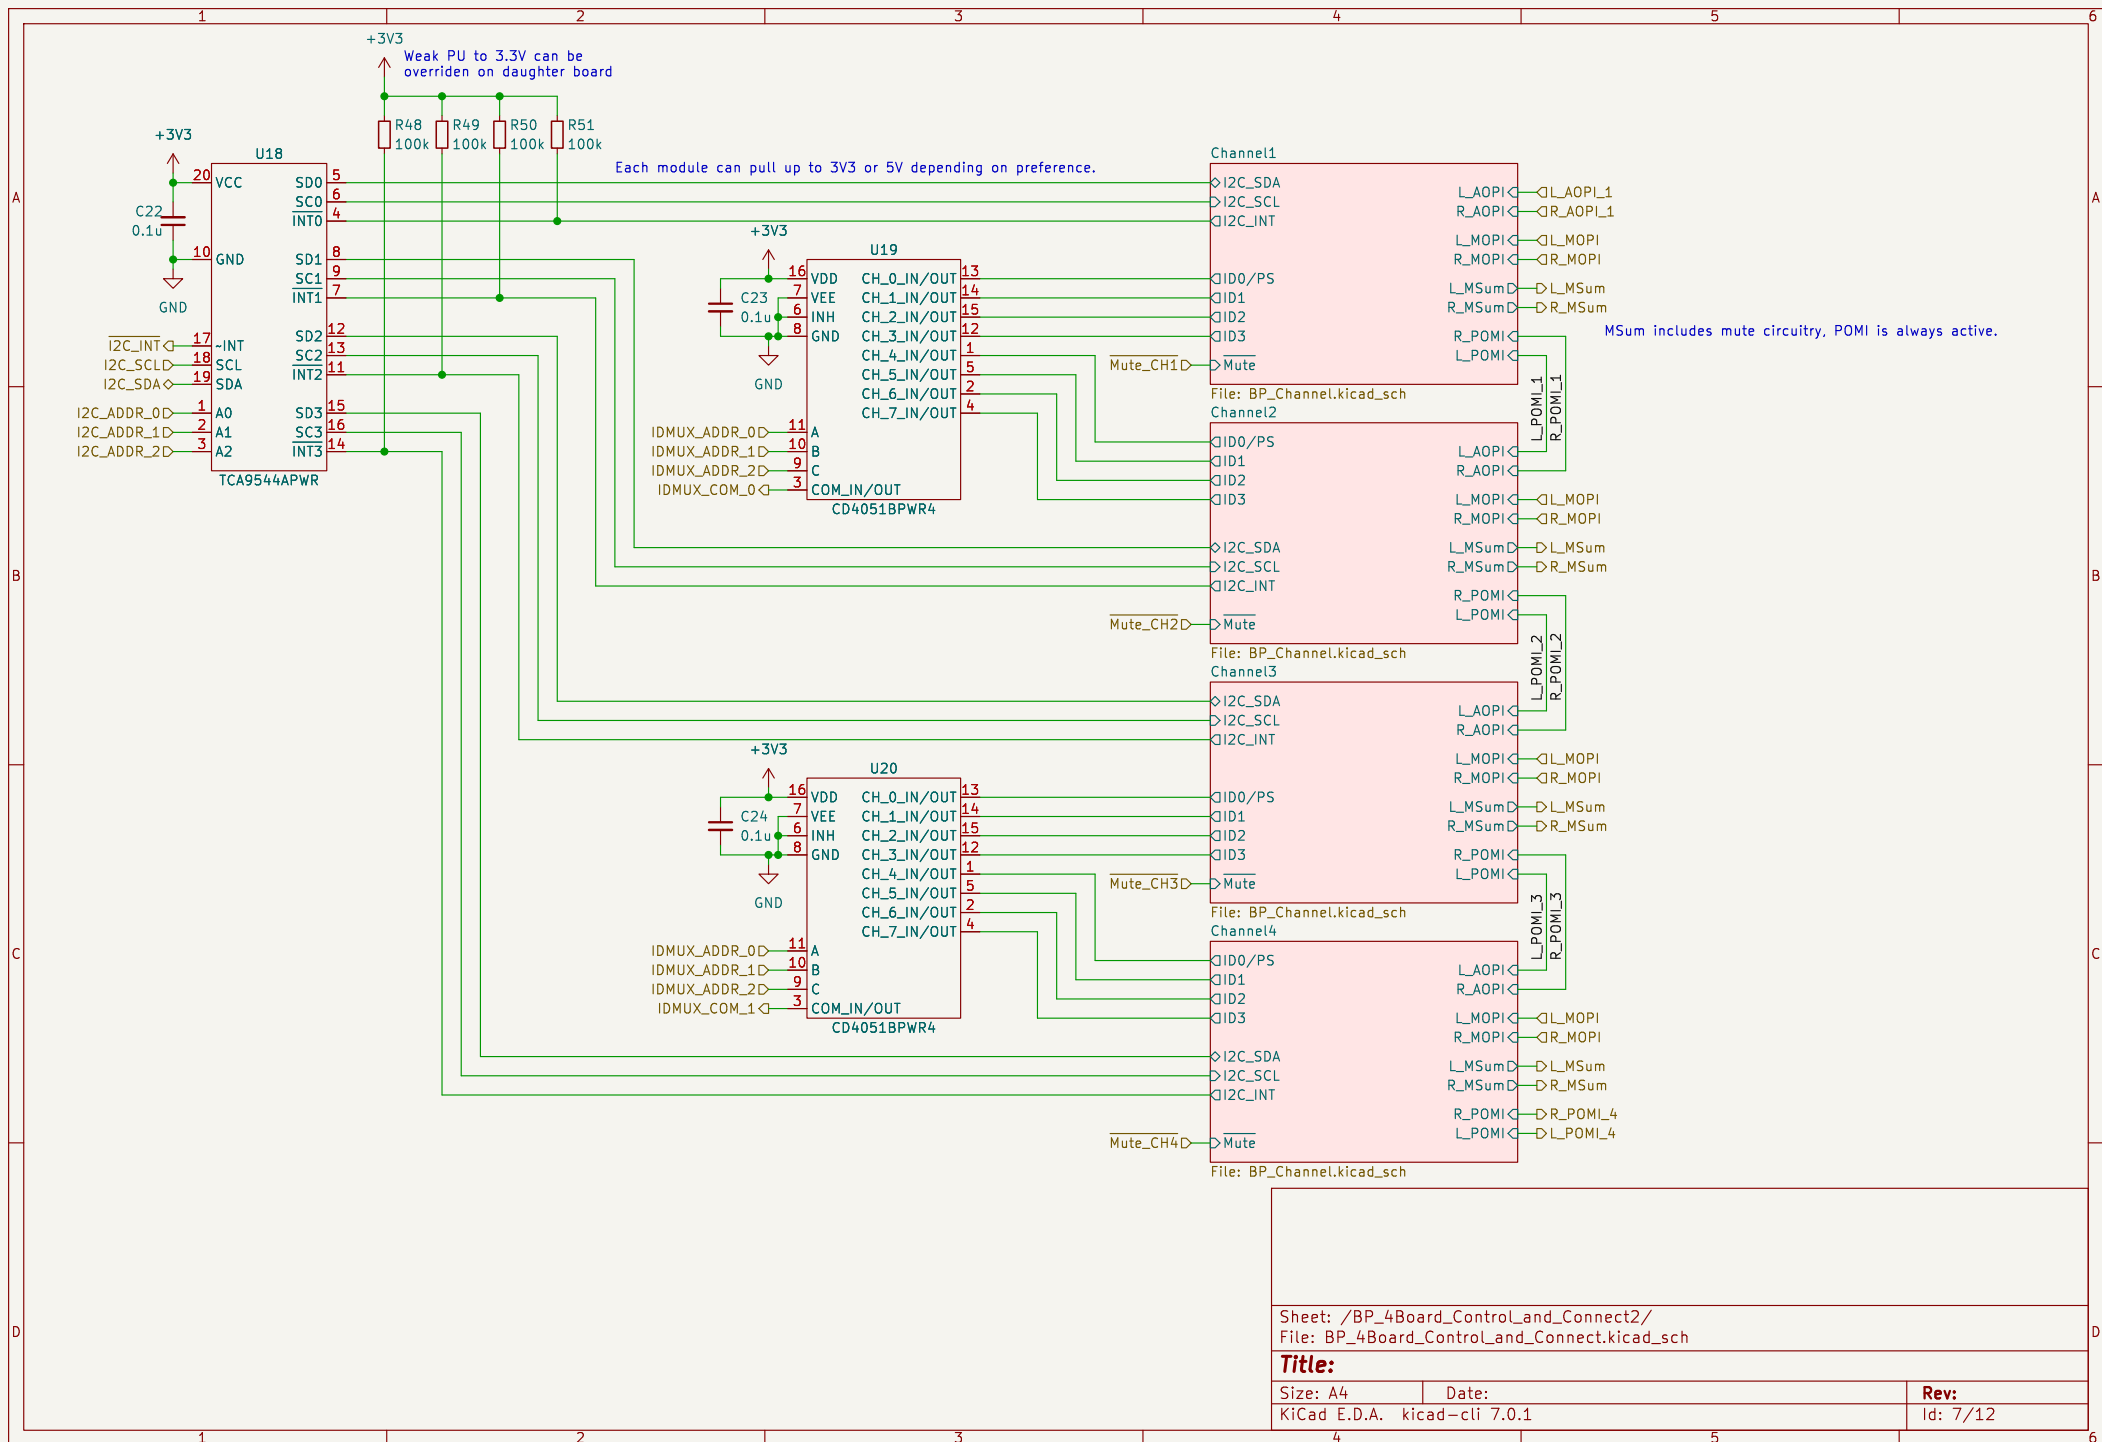 1 2 3 4 5 6
+3V3
Weak PU to 3.3V can be
overriden on daughter board
R48 100k
R49 100k
R50 100k
R51 100k
Each module can pull up to 3V3 or 5V depending on preference.
+3V3
C22
0.1u
GND
U18
20 VCC
10 GND
17 ~INT
18 SCL
19 SDA
1 A0
2 A1
3 A2
SD0 5
SC0 6
INT0 4
SD1 8
SC1 9
INT1 7
SD2 12
SC2 13
INT2 11
SD3 15
SC3 16
INT3 14
TCA9544APWR
I2C_INT
I2C_SCL
I2C_SDA
I2C_ADDR_0
I2C_ADDR_1
I2C_ADDR_2
+3V3
C23
0.1u
GND
U19
16 VDD
7 VEE
6 INH
8 GND
11 A
10 B
9 C
3 COM_IN/OUT
CH_0_IN/OUT 13
CH_1_IN/OUT 14
CH_2_IN/OUT 15
CH_3_IN/OUT 12
CH_4_IN/OUT 1
CH_5_IN/OUT 5
CH_6_IN/OUT 2
CH_7_IN/OUT 4
CD4051BPWR4
IDMUX_ADDR_0
IDMUX_ADDR_1
IDMUX_ADDR_2
IDMUX_COM_0
+3V3
C24
0.1u
GND
U20
16 VDD
7 VEE
6 INH
8 GND
11 A
10 B
9 C
3 COM_IN/OUT
CH_0_IN/OUT 13
CH_1_IN/OUT 14
CH_2_IN/OUT 15
CH_3_IN/OUT 12
CH_4_IN/OUT 1
CH_5_IN/OUT 5
CH_6_IN/OUT 2
CH_7_IN/OUT 4
CD4051BPWR4
IDMUX_ADDR_0
IDMUX_ADDR_1
IDMUX_ADDR_2
IDMUX_COM_1
Channel1
I2C_SDA
I2C_SCL
I2C_INT
ID0/PS
ID1
ID2
ID3
Mute_CH1 Mute
L_AOPI L_AOPI_1
R_AOPI R_AOPI_1
L_MOPI L_MOPI
R_MOPI R_MOPI
L_MSum L_MSum
R_MSum R_MSum
R_POMI
L_POMI
File: BP_Channel.kicad_sch
MSum includes mute circuitry, POMI is always active.
L_POMI_1
R_POMI_1
Channel2
ID0/PS
ID1
ID2
ID3
I2C_SDA
I2C_SCL
I2C_INT
Mute_CH2 Mute
L_AOPI
R_AOPI
L_MOPI L_MOPI
R_MOPI R_MOPI
L_MSum L_MSum
R_MSum R_MSum
R_POMI
L_POMI
File: BP_Channel.kicad_sch
L_POMI_2
R_POMI_2
Channel3
I2C_SDA
I2C_SCL
I2C_INT
ID0/PS
ID1
ID2
ID3
Mute_CH3 Mute
L_AOPI
R_AOPI
L_MOPI L_MOPI
R_MOPI R_MOPI
L_MSum L_MSum
R_MSum R_MSum
R_POMI
L_POMI
File: BP_Channel.kicad_sch
L_POMI_3
R_POMI_3
Channel4
ID0/PS
ID1
ID2
ID3
I2C_SDA
I2C_SCL
I2C_INT
Mute_CH4 Mute
L_AOPI
R_AOPI
L_MOPI L_MOPI
R_MOPI R_MOPI
L_MSum L_MSum
R_MSum R_MSum
R_POMI R_POMI_4
L_POMI L_POMI_4
File: BP_Channel.kicad_sch
A A
B B
C C
D D
Sheet: /BP_4Board_Control_and_Connect2/
File: BP_4Board_Control_and_Connect.kicad_sch
Title:
Size: A4 Date: Rev:
KiCad E.D.A. kicad-cli 7.0.1 Id: 7/12
1 2 3 4 5 6